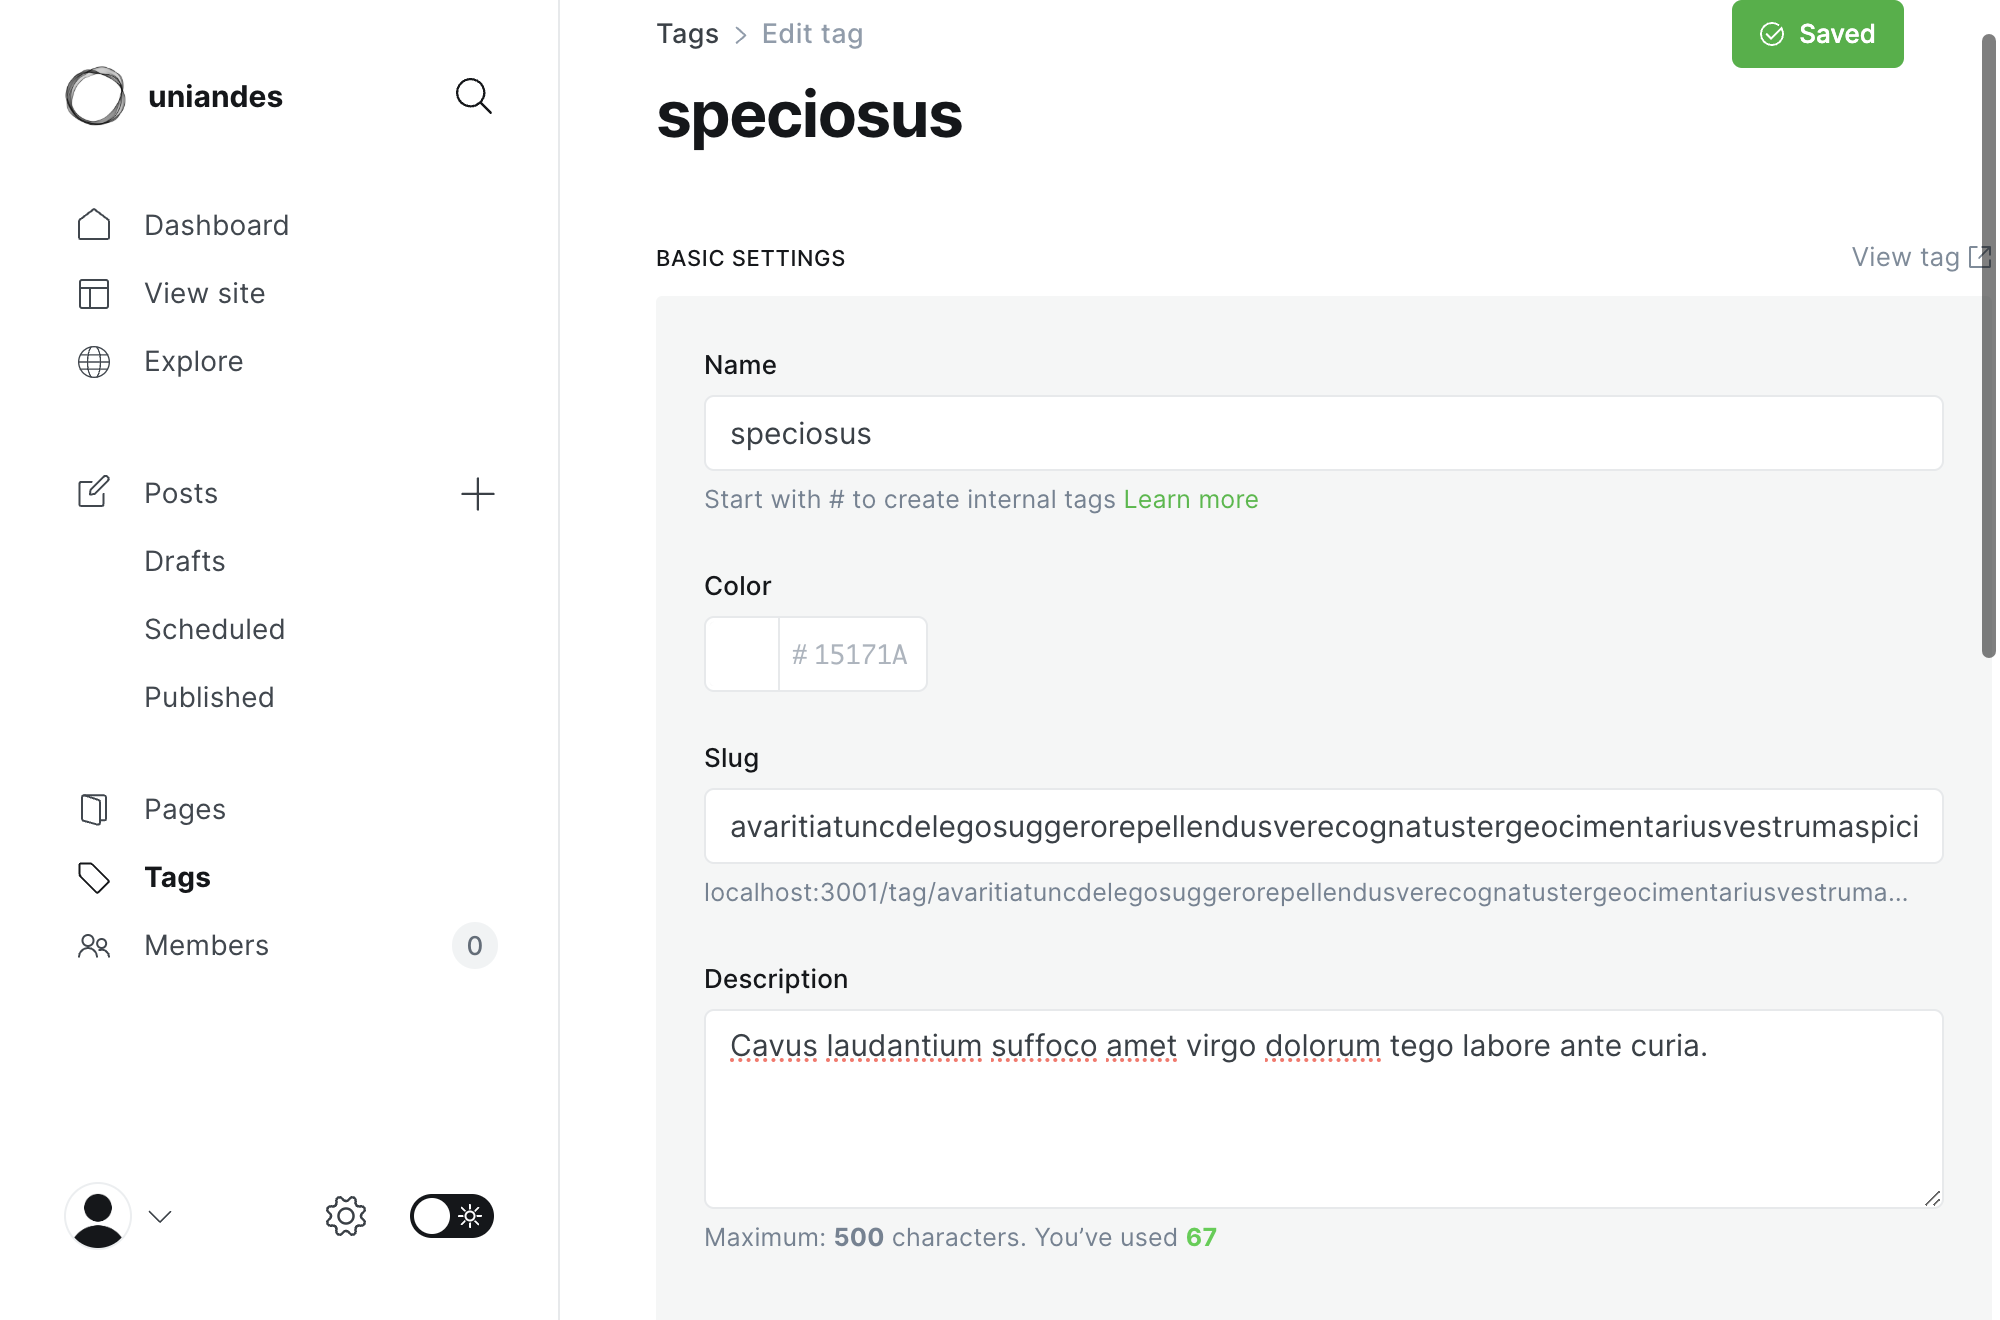 uniandes
Dashboard
View site
Explore
Posts
Drafts
Scheduled
Published
Pages
Tags
Members
0
Tags > Edit tag
Saved
speciosus
BASIC SETTINGS
View tag
Name
speciosus
Start with # to create internal tags Learn more
Color
# 15171A
Slug
avaritiatuncdelegosuggerorepellendusverecognatustergeocimentariusvestrumaspici
localhost:3001/tag/avaritiatuncdelegosuggerorepellendusverecognatustergeocimentariusvestruma...
Description
Cavus laudantium suffoco amet virgo dolorum tego labore ante curia.
Maximum: 500 characters. You’ve used 67